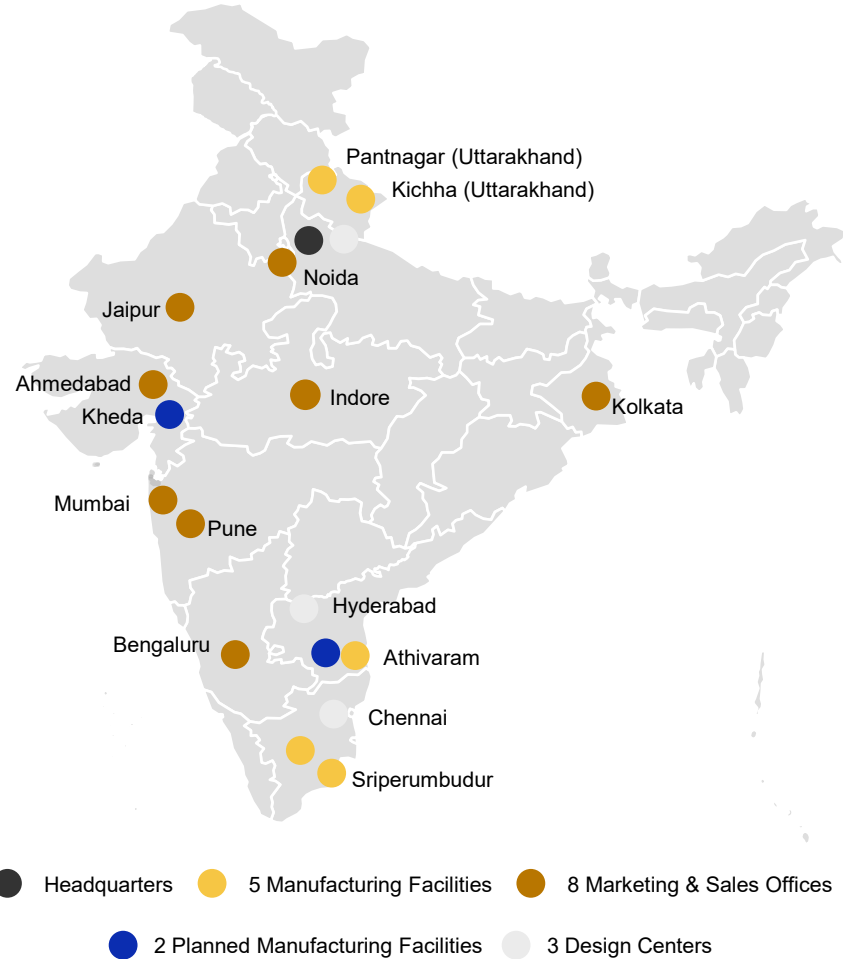 Pantnagar (Uttarakhand)
Kichha (Uttarakhand)
Noida
Jaipur
Ahmedabad
Indore
Kheda
Kolkata
Mumbai
Pune
Hyderabad
Bengaluru
Athivaram
Chennai
Sriperumbudur
Headquarters
5 Manufacturing Facilities
8 Marketing & Sales Offices
2 Planned Manufacturing Facilities
3 Design Centers